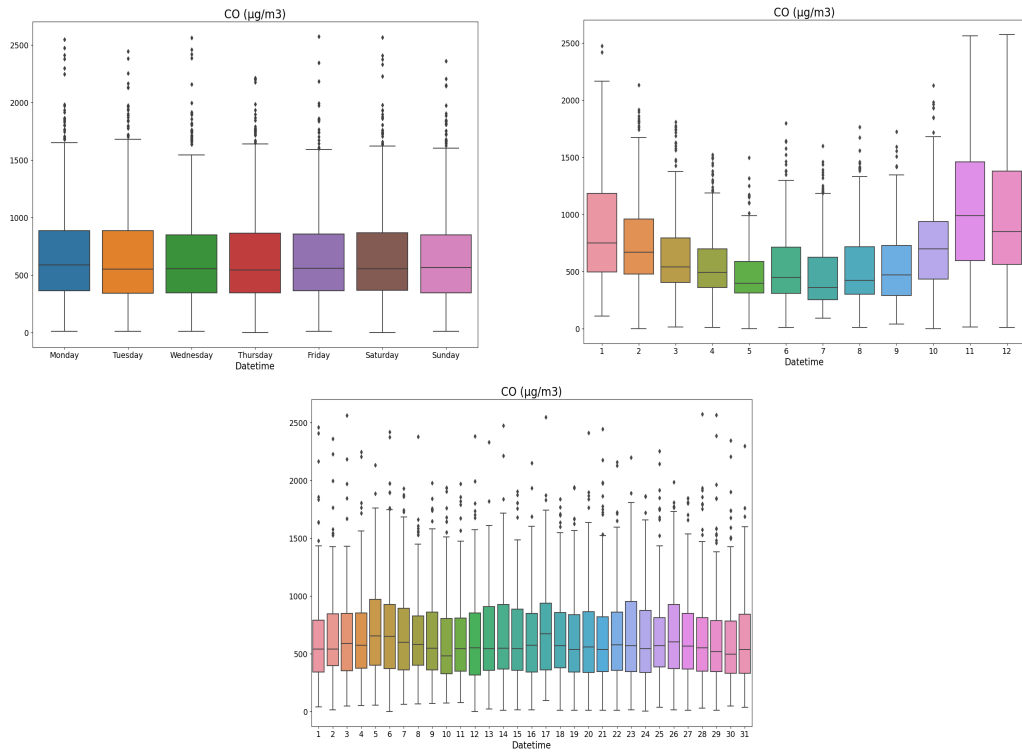 CO (μg/m3)
2500
2000
1500
1000
500
0
Monday Tuesday Wednesday Thursday Friday Saturday Sunday
Datetime
CO (μg/m3)
2500
2000
1500
1000
500
0
1 2 3 4 5 6 7 8 9 10 11 12
Datetime
CO (μg/m3)
2500
2000
1500
1000
500
0
1 2 3 4 5 6 7 8 9 10 11 12 13 14 15 16 17 18 19 20 21 22 23 24 25 26 27 28 29 30 31
Datetime